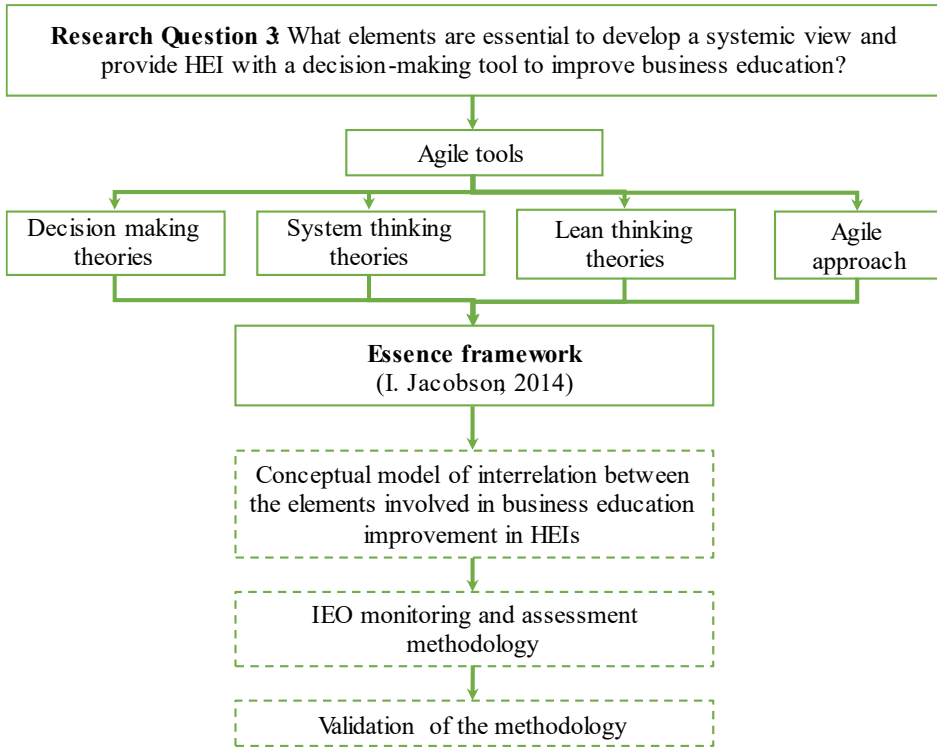 Research Question 3: What elements are essential to develop a systemic view and
provide HEI with a decision-making tool to improve business education?
Agile tools
Decision making
theories
System thinking
theories
Lean thinking
theories
Agile
approach
Essence framework
(I. Jacobson, 2014)
Conceptual model of interrelation between
the elements involved in business education
improvement in HEIs
IEO monitoring and assessment
methodology
Validation of the methodology